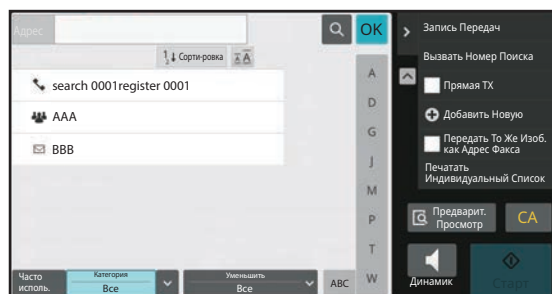 Адрес
OK
1↓ Сорти-ровка
A
search 0001register 0001
AAA
BBB
A
D
G
J
M
P
T
W
Часто
исполь.
Категория
Все
Уменьшить
Все
ABC
Запись Передач
Вызвать Номер Поиска
Прямая TX
Добавить Новую
Передать То Же Изоб.
как Адрес Факса
Печатать
Индивидуальный Список
Предварит.
Просмотр
CA
Динамик
Старт